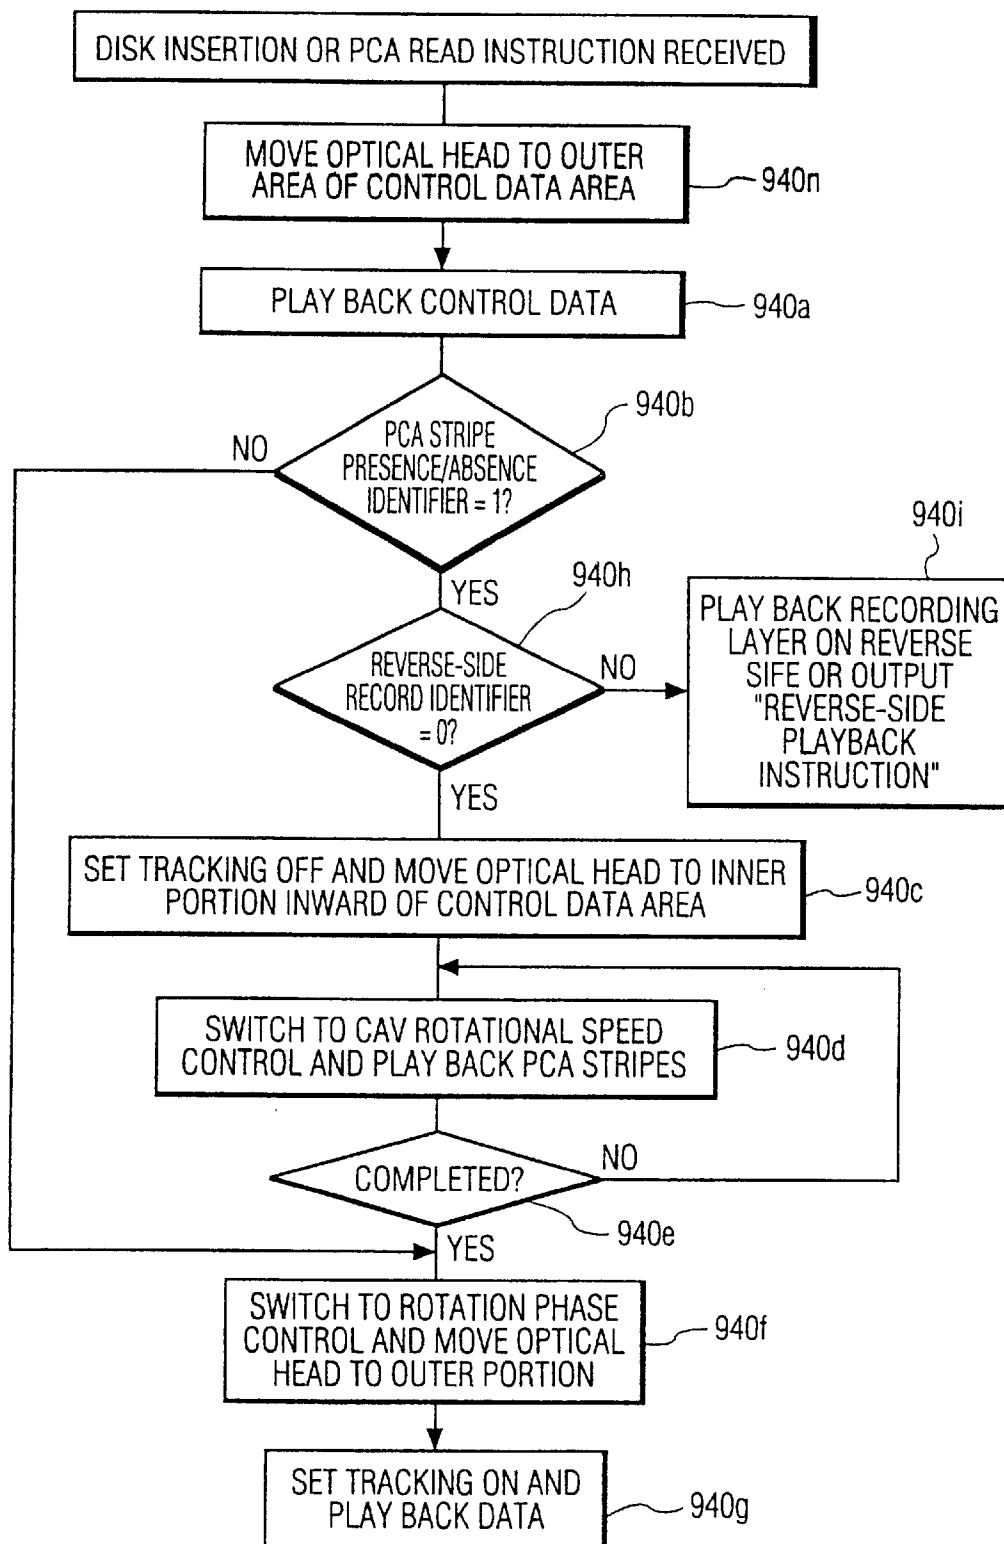 DISK INSERTION OR PCA READ INSTRUCTION RECEIVED
MOVE OPTICAL HEAD TO OUTER
AREA OF CONTROL DATA AREA
940n
PLAY BACK CONTROL DATA
940a
PCA STRIPE
PRESENCE/ABSENCE
IDENTIFIER = 1?
940b
NO
YES
REVERSE-SIDE
RECORD IDENTIFIER
= 0?
940h
NO
940i
PLAY BACK RECORDING
LAYER ON REVERSE
SIFE OR OUTPUT
"REVERSE-SIDE
PLAYBACK
INSTRUCTION"
YES
SET TRACKING OFF AND MOVE OPTICAL HEAD TO INNER
PORTION INWARD OF CONTROL DATA AREA
940c
SWITCH TO CAV ROTATIONAL SPEED
CONTROL AND PLAY BACK PCA STRIPES
940d
COMPLETED?
NO
940e
YES
SWITCH TO ROTATION PHASE
CONTROL AND MOVE OPTICAL
HEAD TO OUTER PORTION
940f
SET TRACKING ON AND
PLAY BACK DATA
940g